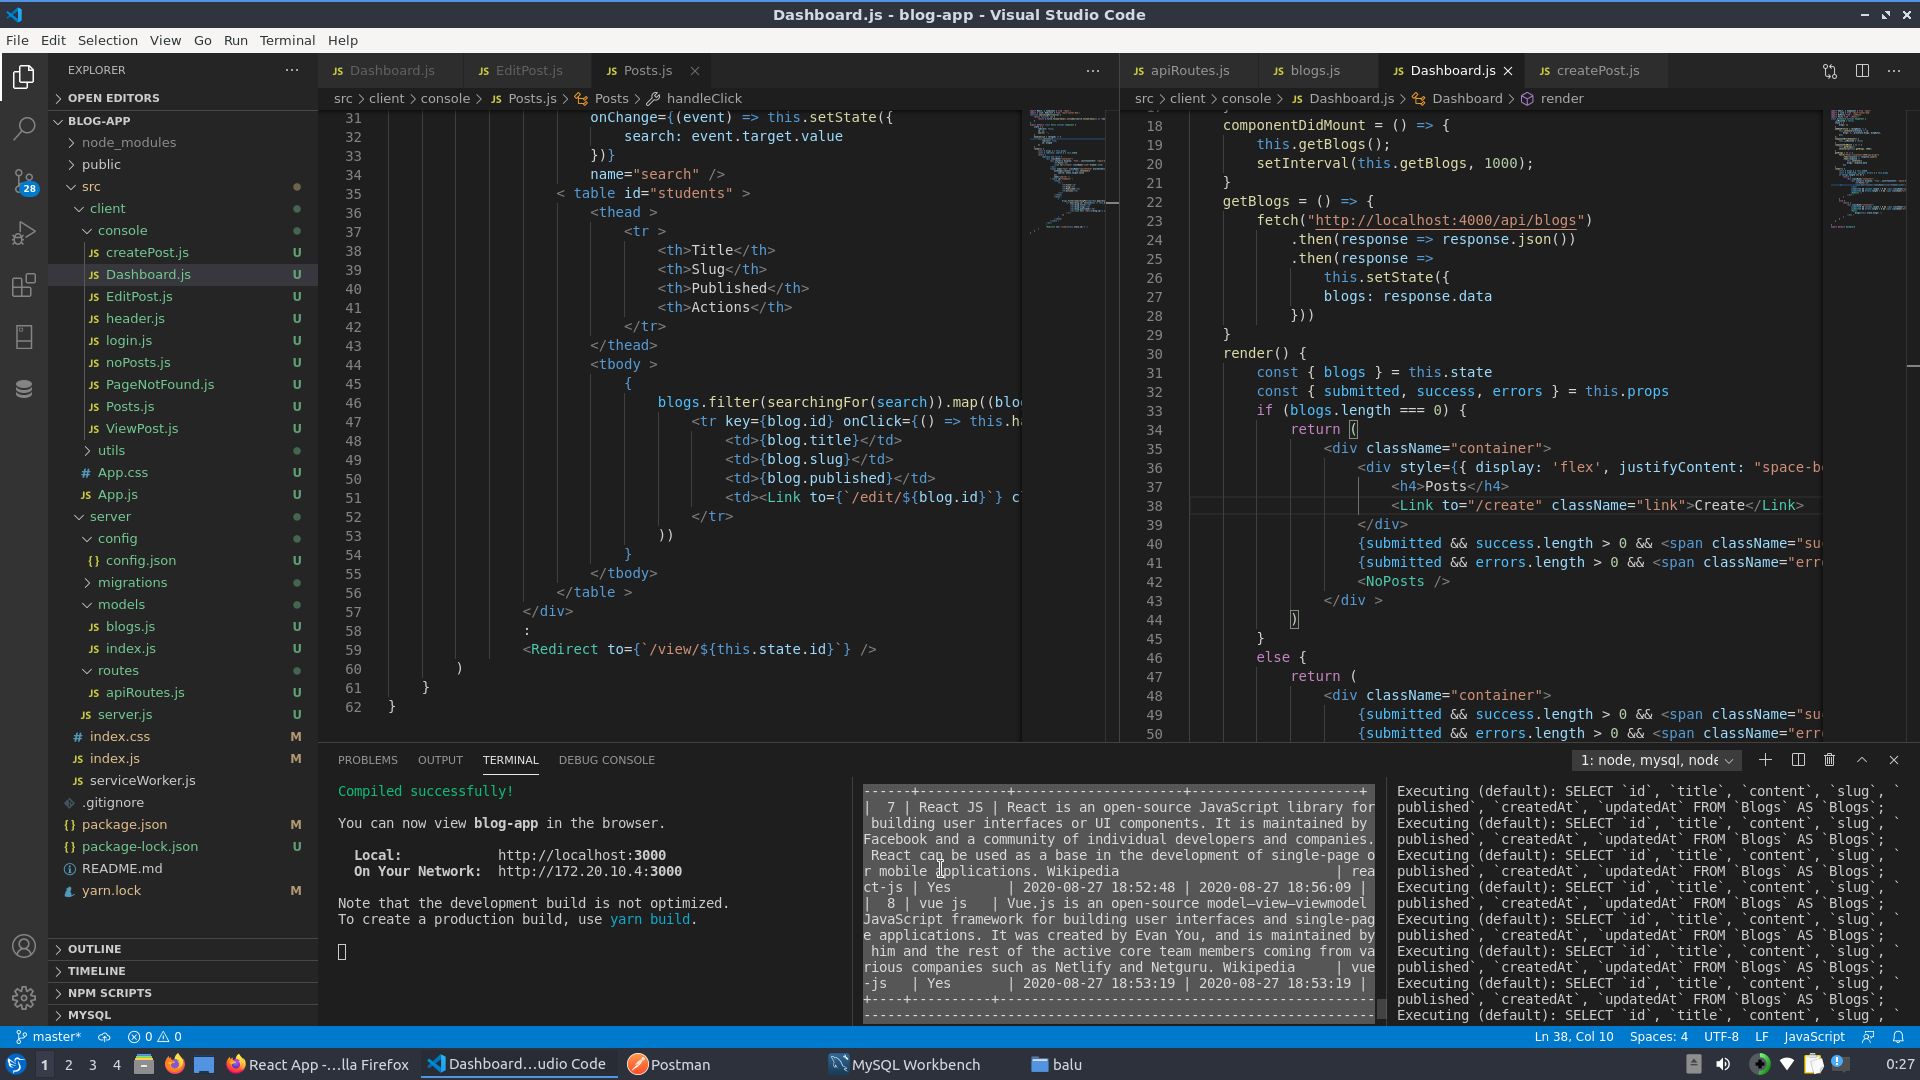 Dashboard.js - blog-app - Visual Studio Code
File Edit Selection View Go Run Terminal Help
EXPLORER
OPEN EDITORS
BLOG-APP
node_modules
public
src
client
console
createPost.js U
Dashboard.js U
EditPost.js U
header.js U
login.js U
noPosts.js U
PageNotFound.js U
Posts.js U
ViewPost.js U
utils
App.css U
App.js U
server
config
config.json U
migrations
models
blogs.js U
index.js U
routes
apiRoutes.js U
server.js U
index.css M
index.js M
serviceWorker.js
.gitignore
package.json M
package-lock.json U
README.md
yarn.lock M
OUTLINE
TIMELINE
NPM SCRIPTS
MYSQL
28
Dashboard.js EditPost.js Posts.js
src > client > console > Posts.js > Posts > handleClick
31 onChange={(event) => this.setState({
32 search: event.target.value
33 })}
34 name="search" />
35 < table id="students" >
36 <thead >
37 <tr >
38 <th>Title</th>
39 <th>Slug</th>
40 <th>Published</th>
41 <th>Actions</th>
42 </tr>
43 </thead>
44 <tbody >
45 {
46 blogs.filter(searchingFor(search)).map((blo
47 <tr key={blog.id} onClick={() => this.ha
48 <td>{blog.title}</td>
49 <td>{blog.slug}</td>
50 <td>{blog.published}</td>
51 <td><Link to={`/edit/${blog.id}`} c
52 </tr>
53 ))
54 }
55 </tbody>
56 </table >
57 </div>
58 :
59 <Redirect to={`/view/${this.state.id}`} />
60 )
61 }
62 }
apiRoutes.js blogs.js Dashboard.js createPost.js
src > client > console > Dashboard.js > Dashboard > render
18 componentDidMount = () => {
19 this.getBlogs();
20 setInterval(this.getBlogs, 1000);
21 }
22 getBlogs = () => {
23 fetch("http://localhost:4000/api/blogs")
24 .then(response => response.json())
25 .then(response =>
26 this.setState({
27 blogs: response.data
28 }))
29 }
30 render() {
31 const { blogs } = this.state
32 const { submitted, success, errors } = this.props
33 if (blogs.length === 0) {
34 return (
35 <div className="container">
36 <div style={{ display: 'flex', justifyContent: "space-b
37 <h4>Posts</h4>
38 <Link to="/create" className="link">Create</Link>
39 </div>
40 {submitted && success.length > 0 && <span className="su
41 {submitted && errors.length > 0 && <span className="err
42 <NoPosts />
43 </div >
44 )
45 }
46 else {
47 return (
48 <div className="container">
49 {submitted && success.length > 0 && <span className="su
50 {submitted && errors.length > 0 && <span className="err
PROBLEMS OUTPUT TERMINAL DEBUG CONSOLE
1: node, mysql, node
Compiled successfully!
You can now view blog-app in the browser.
Local: http://localhost:3000
On Your Network: http://172.20.10.4:3000
Note that the development build is not optimized.
To create a production build, use yarn build.
------+----------+---------------------+---------------------+
| 7 | React JS | React is an open-source JavaScript library for
building user interfaces or UI components. It is maintained by
Facebook and a community of individual developers and companies.
React can be used as a base in the development of single-page o
r mobile applications. Wikipedia | rea
ct-js | Yes | 2020-08-27 18:52:48 | 2020-08-27 18:56:09 |
| 8 | vue js | Vue.js is an open-source model–view–viewmodel
JavaScript framework for building user interfaces and single-pag
e applications. It was created by Evan You, and is maintained by
him and the rest of the active core team members coming from va
rious companies such as Netlify and Netguru. Wikipedia | vue
-js | Yes | 2020-08-27 18:53:19 | 2020-08-27 18:53:19 |
+----+----------+-----------------------------------------------
----------------------------------------------------------------
Executing (default): SELECT `id`, `title`, `content`, `slug`, `
published`, `createdAt`, `updatedAt` FROM `Blogs` AS `Blogs`;
Executing (default): SELECT `id`, `title`, `content`, `slug`, `
published`, `createdAt`, `updatedAt` FROM `Blogs` AS `Blogs`;
Executing (default): SELECT `id`, `title`, `content`, `slug`, `
published`, `createdAt`, `updatedAt` FROM `Blogs` AS `Blogs`;
Executing (default): SELECT `id`, `title`, `content`, `slug`, `
published`, `createdAt`, `updatedAt` FROM `Blogs` AS `Blogs`;
Executing (default): SELECT `id`, `title`, `content`, `slug`, `
published`, `createdAt`, `updatedAt` FROM `Blogs` AS `Blogs`;
Executing (default): SELECT `id`, `title`, `content`, `slug`, `
published`, `createdAt`, `updatedAt` FROM `Blogs` AS `Blogs`;
Executing (default): SELECT `id`, `title`, `content`, `slug`, `
published`, `createdAt`, `updatedAt` FROM `Blogs` AS `Blogs`;
Executing (default): SELECT `id`, `title`, `content`, `slug`, `
master* 0 0 Ln 38, Col 10 Spaces: 4 UTF-8 LF JavaScript
1 2 3 4 React App -...lla Firefox Dashboard...udio Code Postman MySQL Workbench balu 0:27